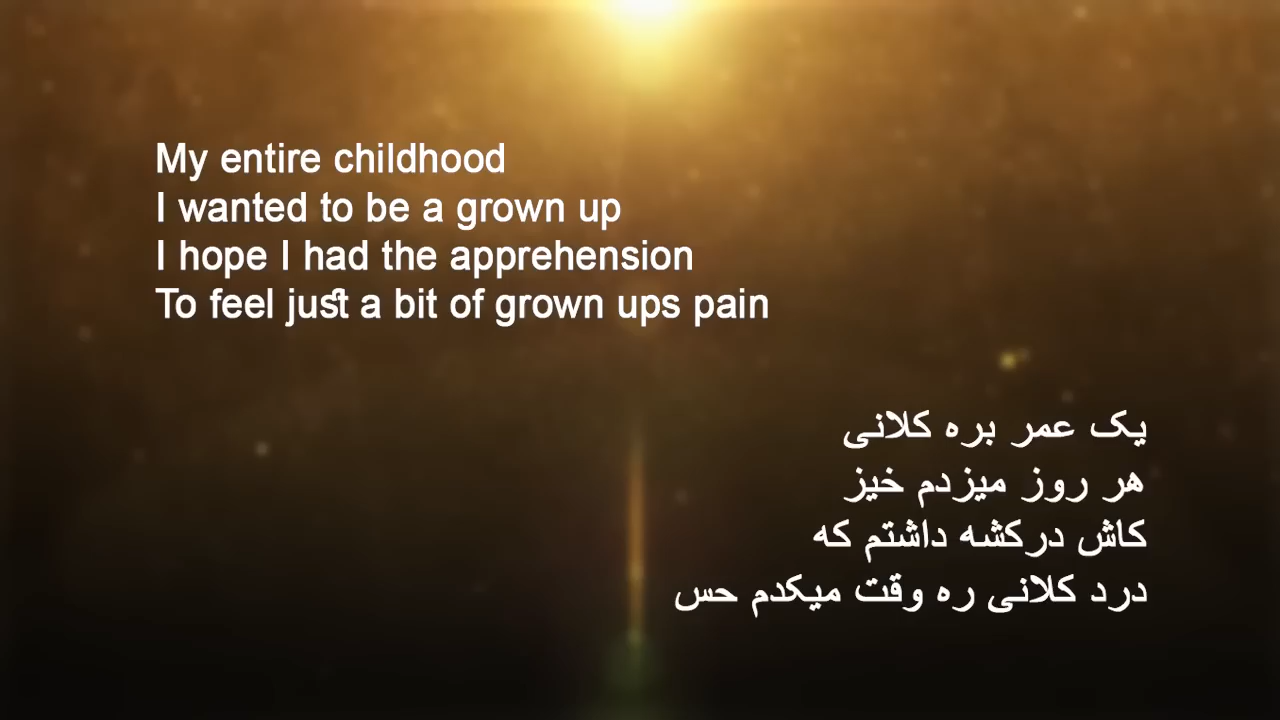 My entire childhood
I wanted to be a grown up
I hope I had the apprehension
To feel just a bit of grown ups pain
یک عمر بره کلانی
هر روز میزدم خیز
کاش درکشه داشتم که
درد کلانی ره وقت میکدم حس